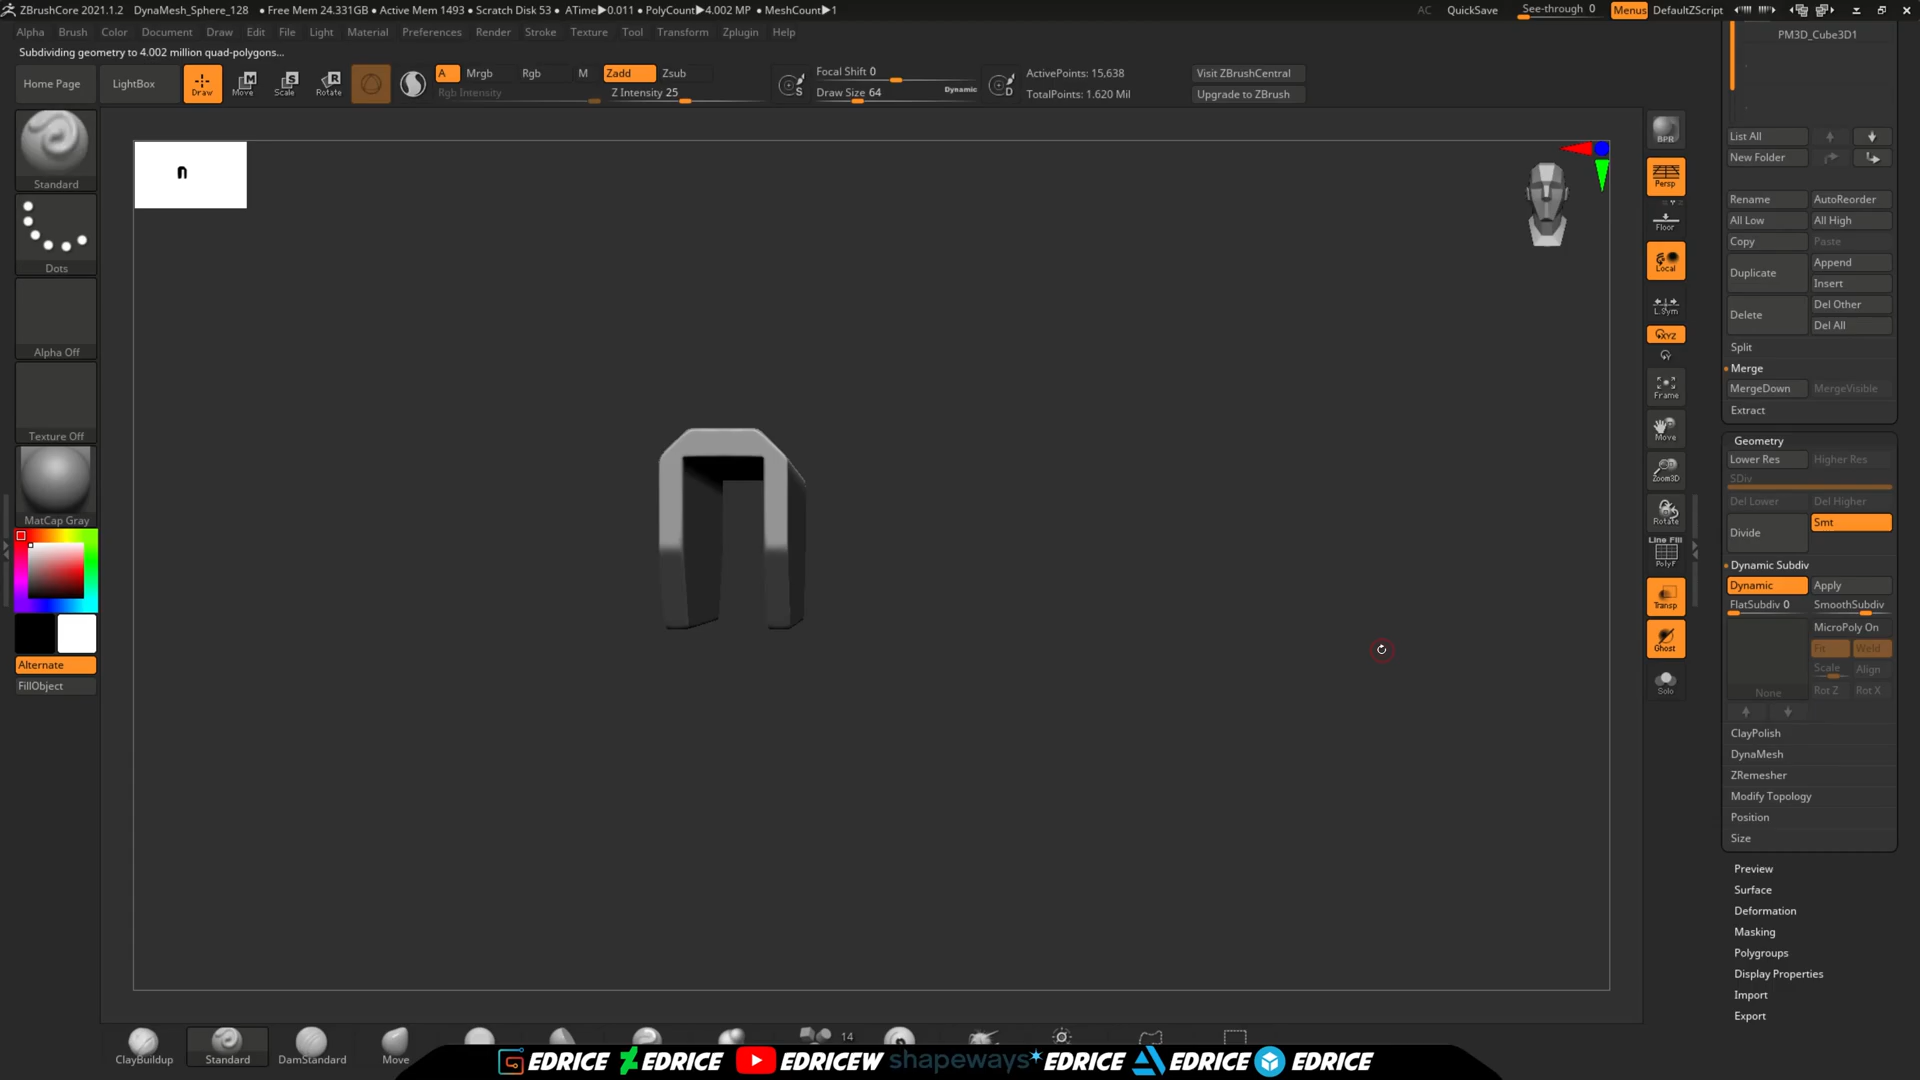 ZBrushCore 2021.1.2 DynaMesh_Sphere_128 ● Free Mem 24.331GB ● Active Mem 1493 ● Scratch Disk 53 ● ATime▶0.011 ● PolyCount▶4.002 MP ● MeshCount▶1 AC QuickSave See-through 0 Menus DefaultZScript
Alpha Brush Color Document Draw Edit File Light Material Preferences Render Stroke Texture Tool Transform Zplugin Help
Subdividing geometry to 4.002 million quad-polygons...
Home Page LightBox Draw Move Scale Rotate
A Mrgb Rgb M Zadd Zsub
Rgb Intensity Z Intensity 25
Focal Shift 0
Draw Size 64 Dynamic
ActivePoints: 15,638
TotalPoints: 1.620 Mil
Visit ZBrushCentral
Upgrade to ZBrush
Standard
Dots
Alpha Off
Texture Off
MatCap Gray
Alternate
FillObject
BPR
Persp
Floor
Local
L.Sym
XYZ
Frame
Move
Zoom3D
Rotate
Line Fill
PolyF
Transp
Ghost
Solo
PM3D_Cube3D1
List All
New Folder
Rename AutoReorder
All Low All High
Copy Paste
Duplicate Append
Insert
Delete Del Other
Del All
Split
Merge
MergeDown MergeVisible
Extract
Geometry
Lower Res Higher Res
SDiv
Del Lower Del Higher
Divide Smt
Dynamic Subdiv
Dynamic Apply
FlatSubdiv 0 SmoothSubdiv
MicroPoly On
Fit Weld
Scale Align
None Rot Z Rot X
ClayPolish
DynaMesh
ZRemesher
Modify Topology
Position
Size
Preview
Surface
Deformation
Masking
Polygroups
Display Properties
Import
Export
14
ClayBuildup Standard DamStandard Move
EDRICE EDRICE EDRICEW shapeways EDRICE EDRICE EDRICE